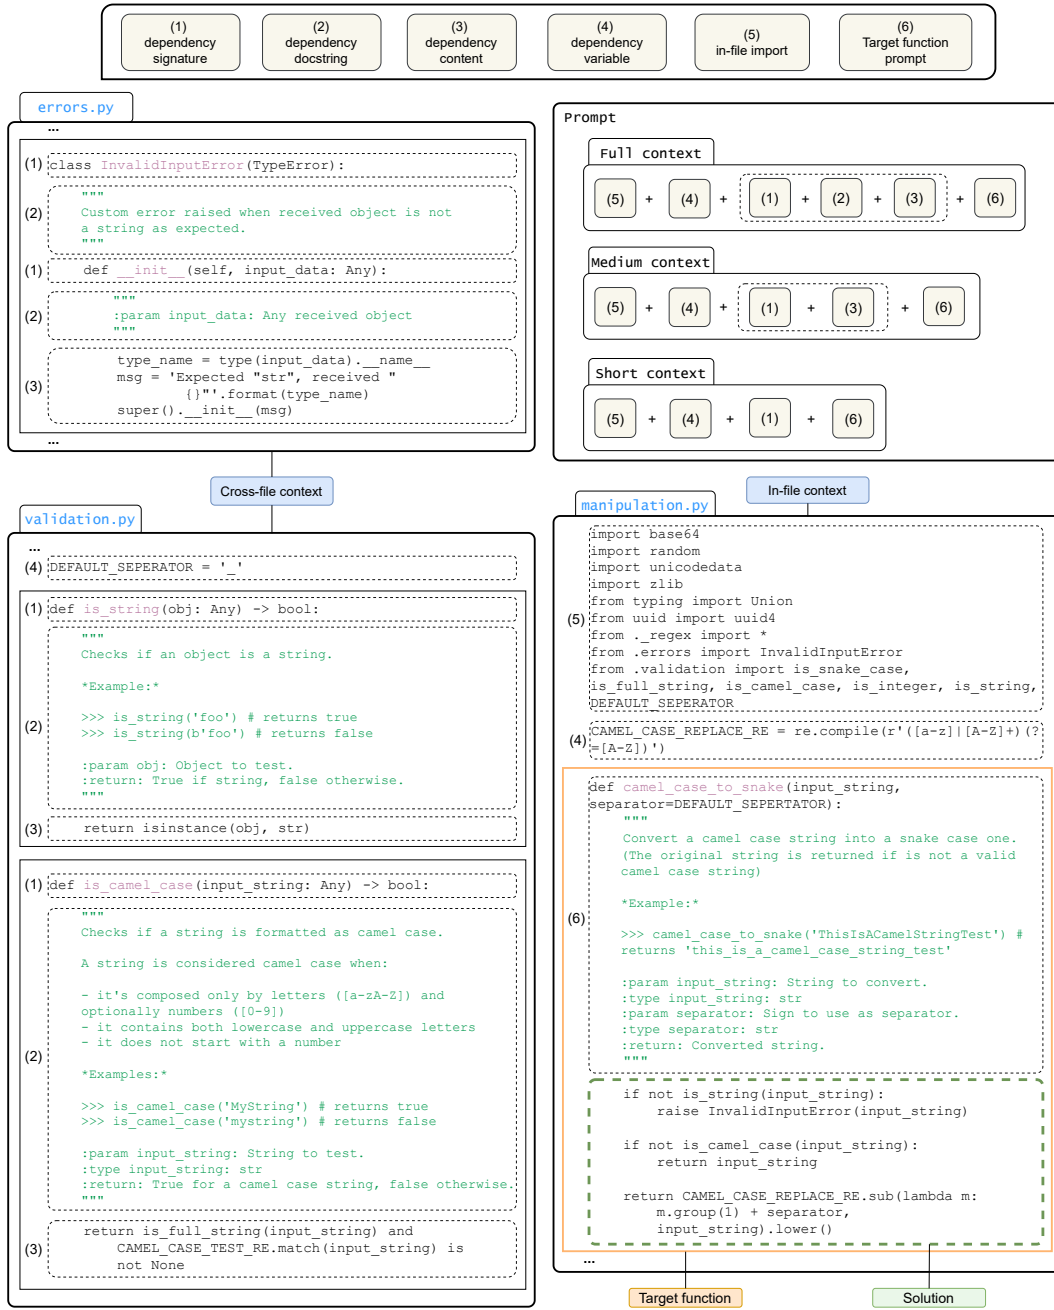 (1)
dependency
signature
(2)
dependency
docstring
(3)
dependency
content
(4)
dependency
variable
(5)
in-file import
(6)
Target function
prompt
errors.py
...
(1) class InvalidInputError(TypeError):
(2)
"""
Custom error raised when received object is not
a string as expected.
"""
(1) def __init__(self, input_data: Any):
(2)
"""
:param input_data: Any received object
"""
(3)
type_name = type(input_data).__name__
msg = 'Expected "str", received "
{}"'.format(type_name)
super().__init__(msg)
...
Prompt
Full context
(5) + (4) + (1) + (2) + (3) + (6)
Medium context
(5) + (4) + (1) + (3) + (6)
Short context
(5) + (4) + (1) + (6)
Cross-file context
In-file context
validation.py
...
(4) DEFAULT_SEPERATOR = '_'
(1) def is_string(obj: Any) -> bool:
(2)
"""
Checks if an object is a string.
*Example:*
>>> is_string('foo') # returns true
>>> is_string(b'foo') # returns false
:param obj: Object to test.
:return: True if string, false otherwise.
"""
(3) return isinstance(obj, str)
(1) def is_camel_case(input_string: Any) -> bool:
(2)
"""
Checks if a string is formatted as camel case.
A string is considered camel case when:
- it's composed only by letters ([a-zA-Z]) and
optionally numbers ([0-9])
- it contains both lowercase and uppercase letters
- it does not start with a number
*Examples:*
>>> is_camel_case('MyString') # returns true
>>> is_camel_case('mystring') # returns false
:param input_string: String to test.
:type input_string: str
:return: True for a camel case string, false otherwise.
"""
(3)
return is_full_string(input_string) and
CAMEL_CASE_TEST_RE.match(input_string) is
not None
manipulation.py
(5)
import base64
import random
import unicodedata
import zlib
from typing import Union
from uuid import uuid4
from ._regex import *
from .errors import InvalidInputError
from .validation import is_snake_case,
is_full_string, is_camel_case, is_integer, is_string,
DEFAULT_SEPERATOR
(4)
CAMEL_CASE_REPLACE_RE = re.compile(r'([a-z]|[A-Z]+)(?
=[A-Z])')
(6)
def camel_case_to_snake(input_string,
separator=DEFAULT_SEPERTATOR):
"""
Convert a camel case string into a snake case one.
(The original string is returned if is not a valid
camel case string)
*Example:*
>>> camel_case_to_snake('ThisIsACamelStringTest') #
returns 'this_is_a_camel_case_string_test'
:param input_string: String to convert.
:type input_string: str
:param separator: Sign to use as separator.
:type separator: str
:return: Converted string.
"""
if not is_string(input_string):
raise InvalidInputError(input_string)
if not is_camel_case(input_string):
return input_string
return CAMEL_CASE_REPLACE_RE.sub(lambda m:
m.group(1) + separator,
input_string).lower()
...
Target function
Solution